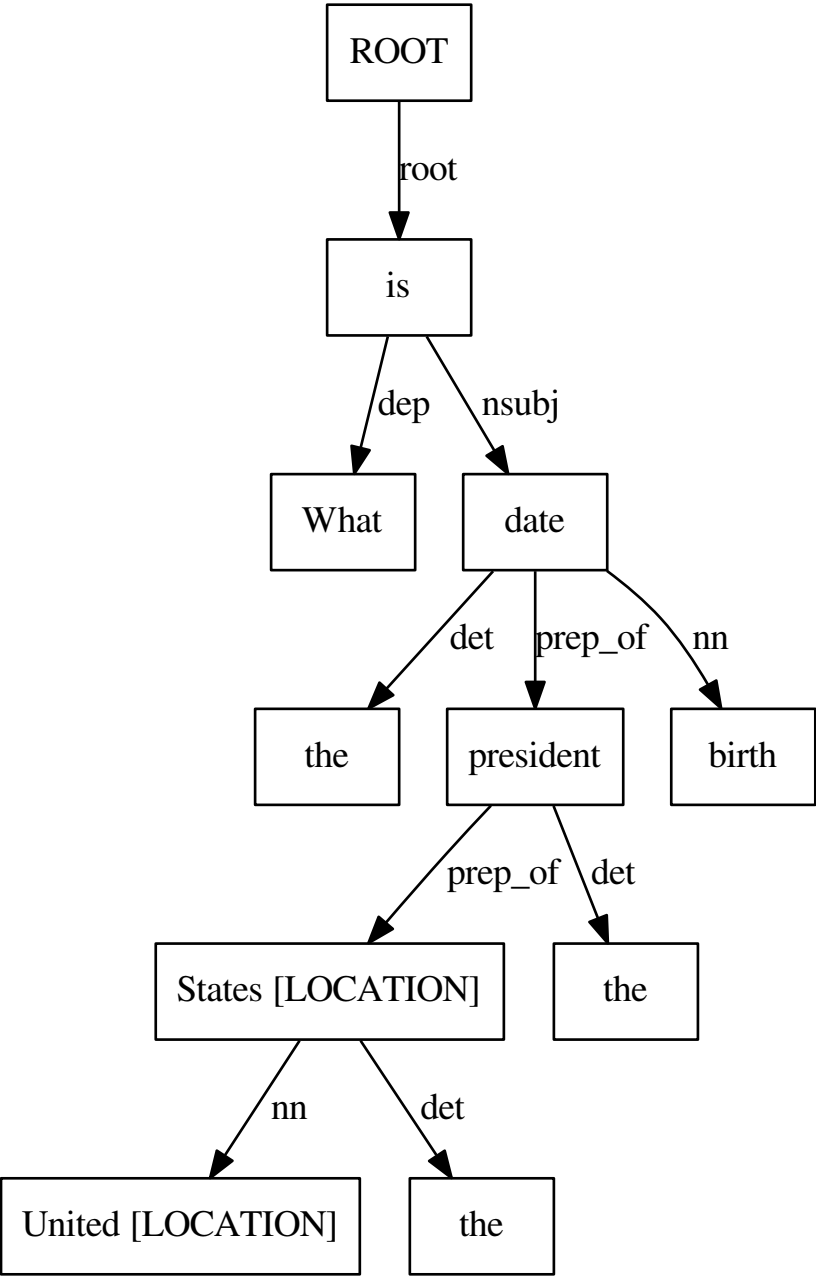 ROOT
root
is
dep nsubj
What date
det prep_of nn
the president birth
prep_of det
States [LOCATION] the
nn det
United [LOCATION] the